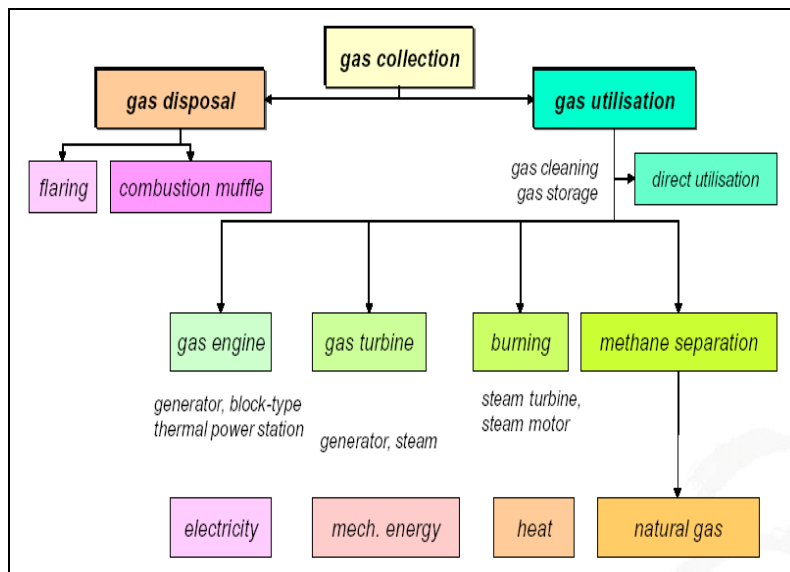 gas collection
gas disposal
gas utilisation
flaring
combustion muffle
gas cleaning
gas storage
direct utilisation
gas engine
gas turbine
burning
methane separation
generator, block-type
thermal power station
generator, steam
steam turbine,
steam motor
electricity
mech. energy
heat
natural gas